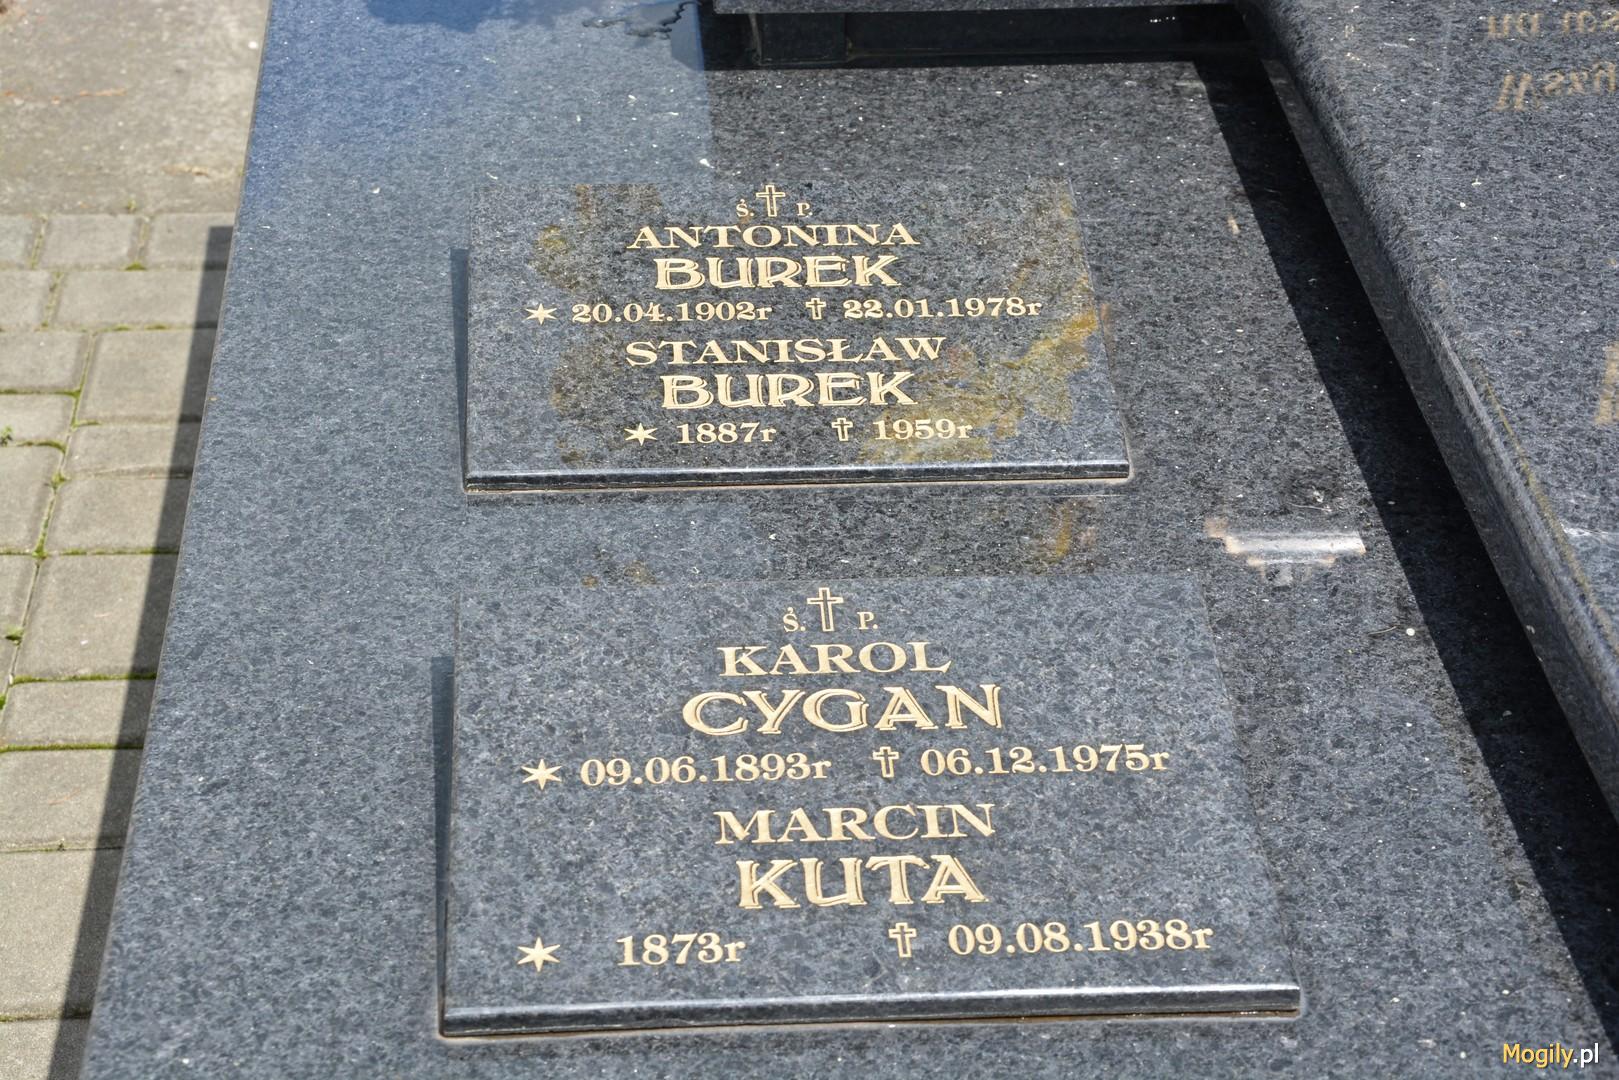 Ś. P.
ANTONINA
BUREK
20.04.1902r 22.01.1978r
STANISŁAW
BUREK
1887r 1959r
Ś. P.
KAROL
CYGAN
09.06.1893r 06.12.1975r
MARCIN
KUTA
1873r 09.08.1938r
Mogily.pl